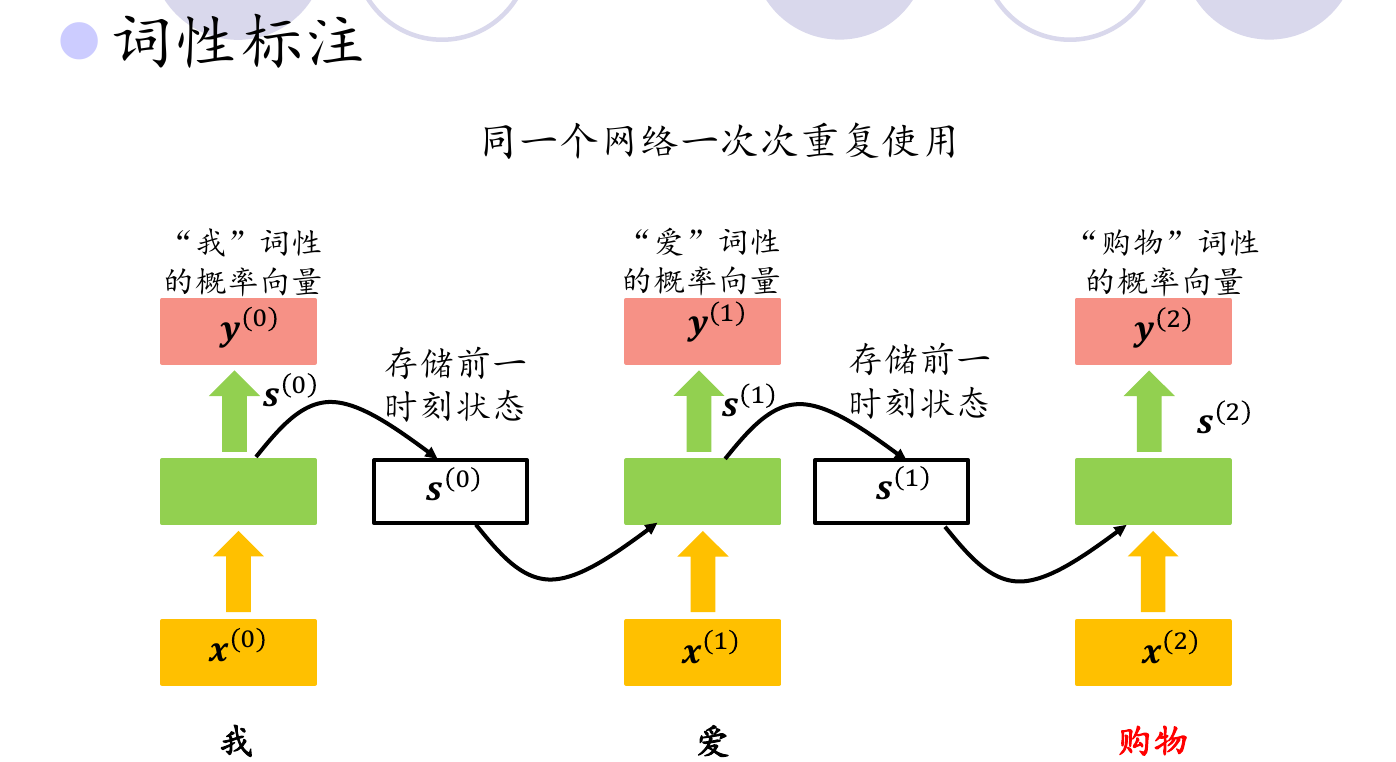 词性标注
同一个网络一次次重复使用
“我”词性
的概率向量
“爱”词性
的概率向量
“购物”词性
的概率向量
y⁽⁰⁾
y⁽¹⁾
y⁽²⁾
s⁽⁰⁾
存储前一
时刻状态
s⁽¹⁾
存储前一
时刻状态
s⁽²⁾
s⁽⁰⁾
s⁽¹⁾
x⁽⁰⁾
x⁽¹⁾
x⁽²⁾
我
爱
购物